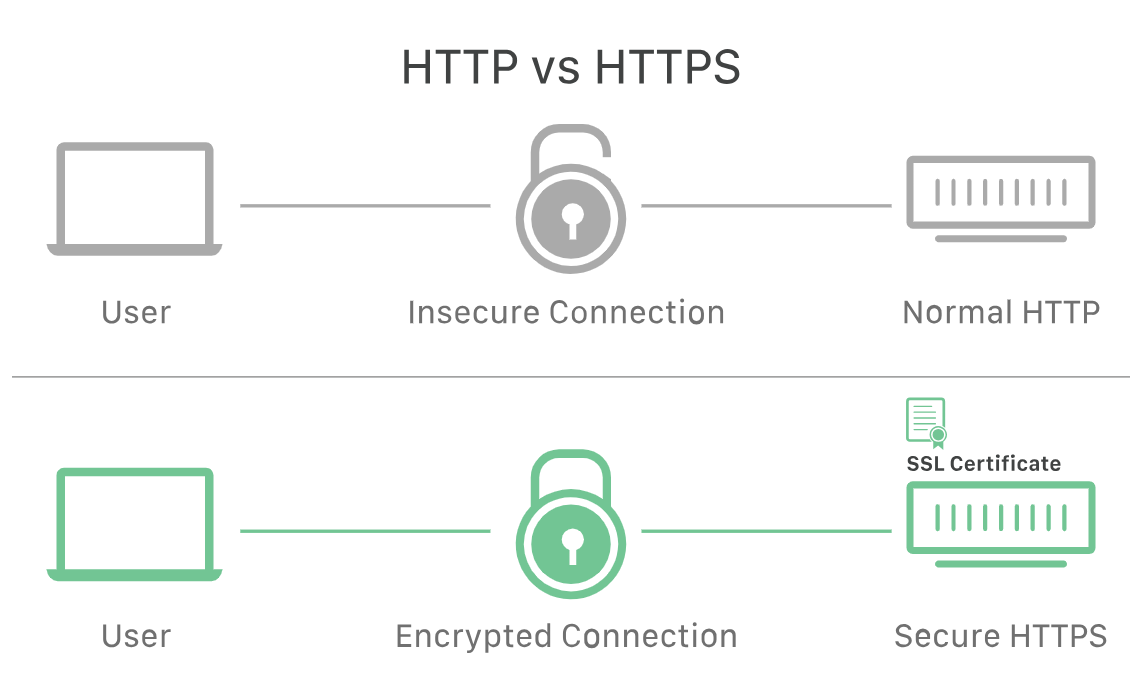 HTTP vs HTTPS
User
Insecure Connection
Normal HTTP
SSL Certificate
User
Encrypted Connection
Secure HTTPS